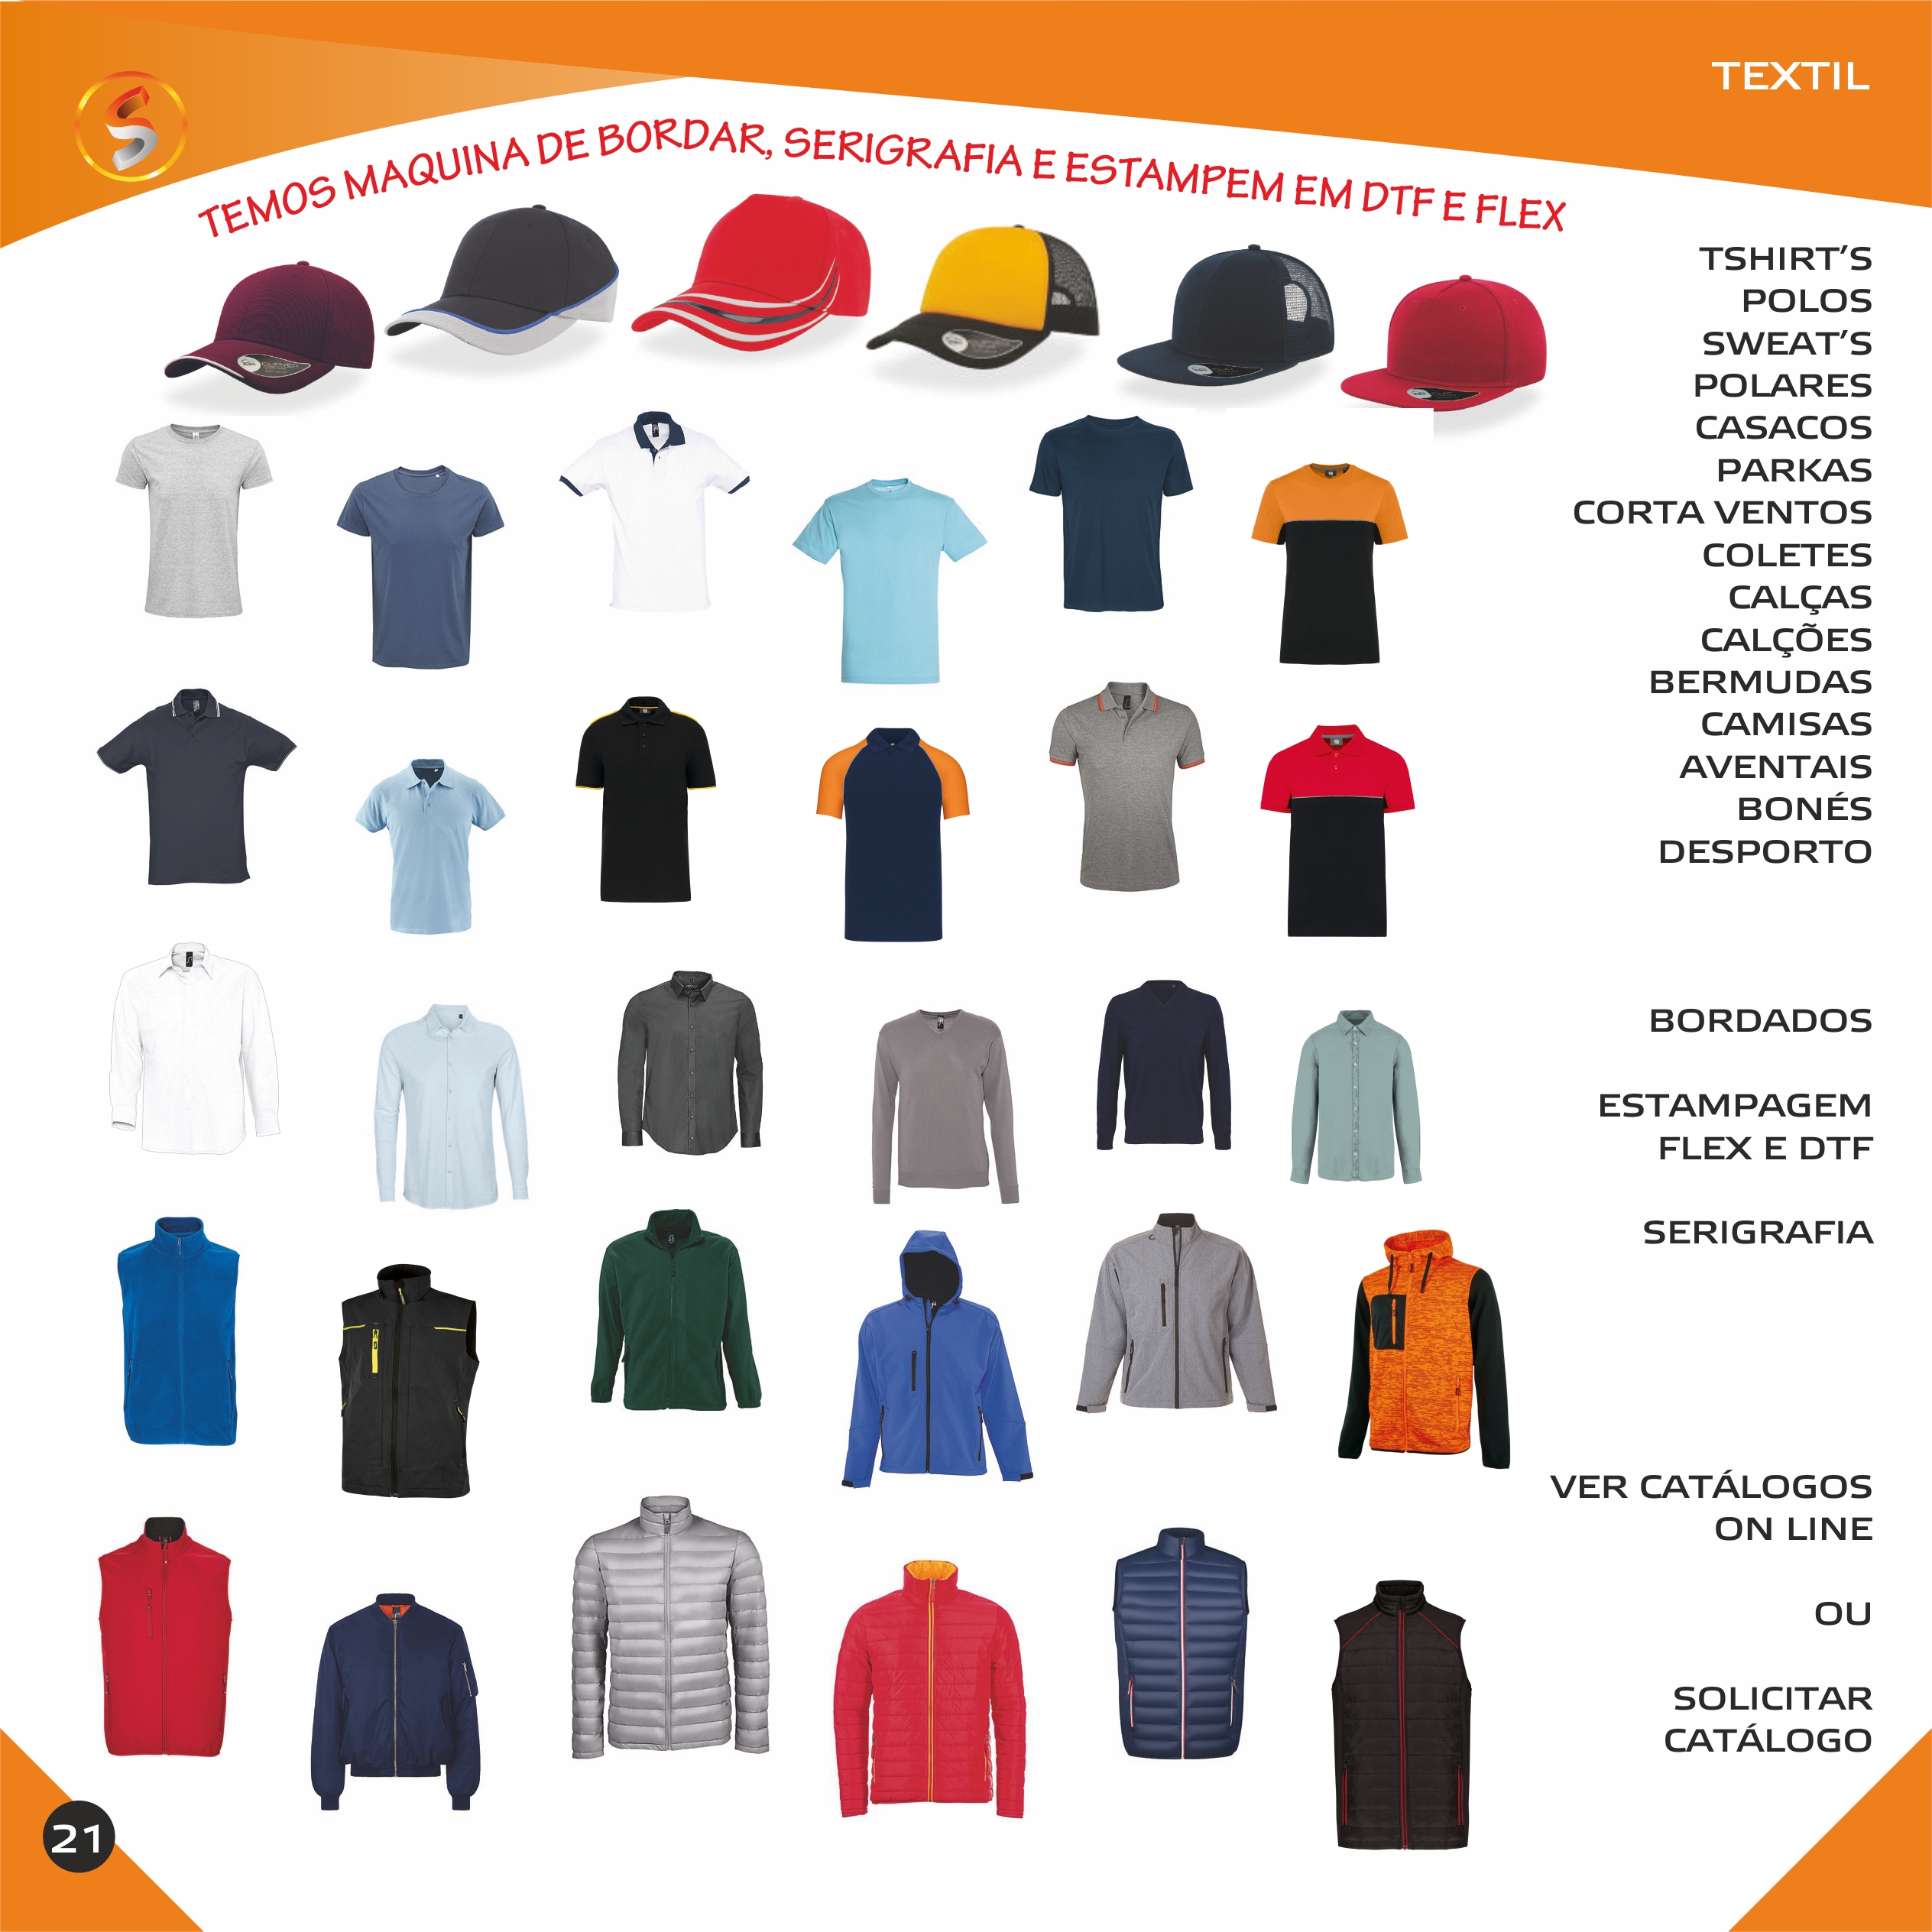 TEXTIL
TEMOS MAQUINA DE BORDAR, SERIGRAFIA E ESTAMPEM EM DTF E FLEX
TSHIRT'S
POLOS
SWEAT'S
POLARES
CASACOS
PARKAS
CORTA VENTOS
COLETES
CALÇAS
CALÇÕES
BERMUDAS
CAMISAS
AVENTAIS
BONÉS
DESPORTO
BORDADOS
ESTAMPAGEM
FLEX E DTF
SERIGRAFIA
VER CATÁLOGOS
ON LINE
OU
SOLICITAR
CATÁLOGO
21